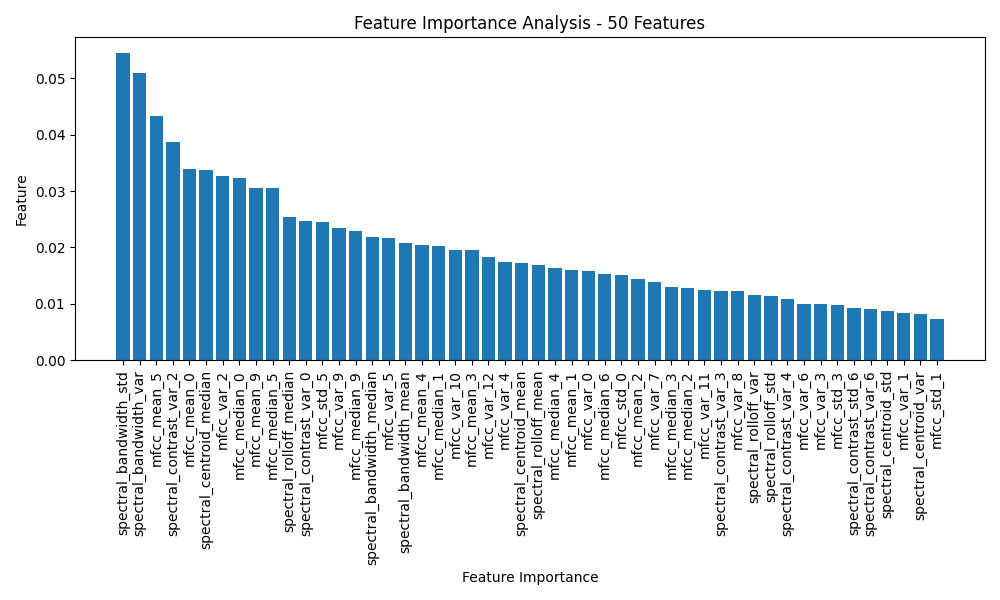 Feature Importance Analysis - 50 Features
Feature
0.05
0.04
0.03
0.02
0.01
0.00
spectral_bandwidth_std
spectral_bandwidth_var
mfcc_mean_5
spectral_contrast_var_2
mfcc_mean_0
spectral_centroid_median
mfcc_var_2
mfcc_median_0
mfcc_mean_9
mfcc_median_5
spectral_rolloff_median
spectral_contrast_var_0
mfcc_std_5
mfcc_var_9
mfcc_median_9
spectral_bandwidth_median
mfcc_var_5
spectral_bandwidth_mean
mfcc_mean_4
mfcc_median_1
mfcc_var_10
mfcc_mean_3
mfcc_var_12
mfcc_var_4
spectral_centroid_mean
spectral_rolloff_mean
mfcc_median_4
mfcc_mean_1
mfcc_var_0
mfcc_median_6
mfcc_std_0
mfcc_mean_2
mfcc_var_7
mfcc_median_3
mfcc_median_2
mfcc_var_11
spectral_contrast_var_3
mfcc_var_8
spectral_rolloff_var
spectral_rolloff_std
spectral_contrast_var_4
mfcc_var_6
mfcc_var_3
mfcc_std_3
spectral_contrast_std_6
spectral_contrast_var_6
spectral_centroid_std
mfcc_var_1
spectral_centroid_var
mfcc_std_1
Feature Importance